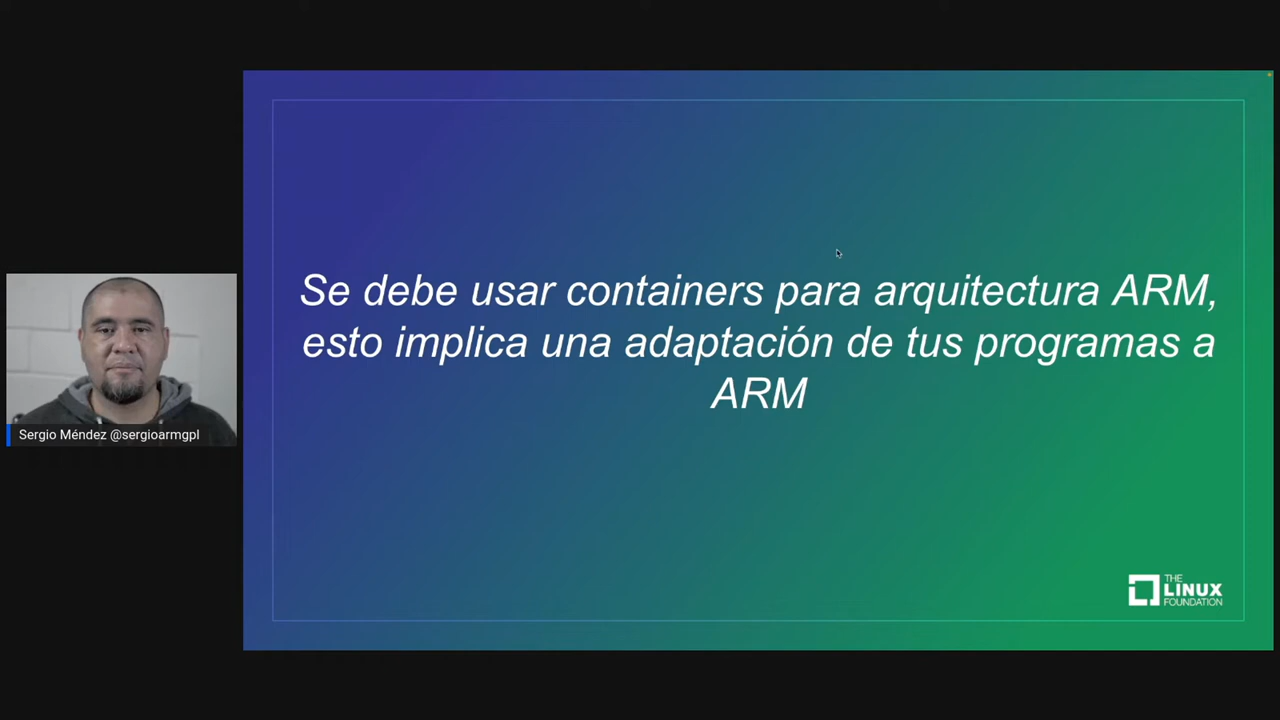 Se debe usar containers para arquitectura ARM,
esto implica una adaptación de tus programas a
ARM
Sergio Méndez @sergioarmgpl
THE
LINUX
FOUNDATION